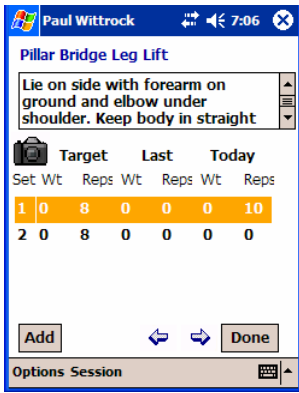 Paul Wittrock 7:06
Pillar Bridge Leg Lift
Lie on side with forearm on
ground and elbow under
shoulder. Keep body in straight
Target Last Today
Set Wt Reps Wt Reps Wt Reps
1 0 8 0 0 0 10
2 0 8 0 0 0 0
Add Done
Options Session